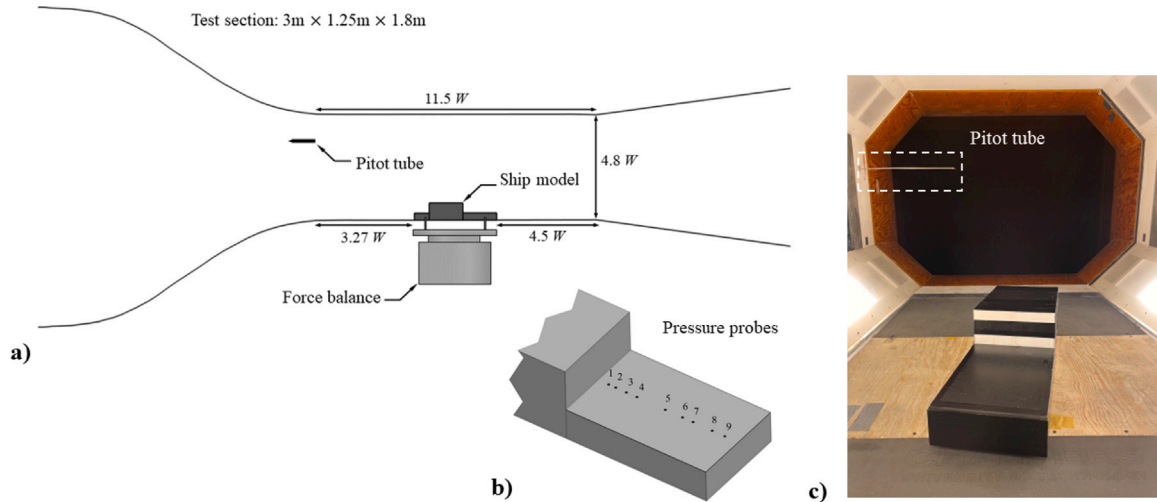 Test section: 3m × 1.25m × 1.8m
11.5 W
Pitot tube
4.8 W
Ship model
3.27 W
4.5 W
Force balance
a)
Pressure probes
1 2 3 4 5 6 7 8 9
b)
Pitot tube
c)